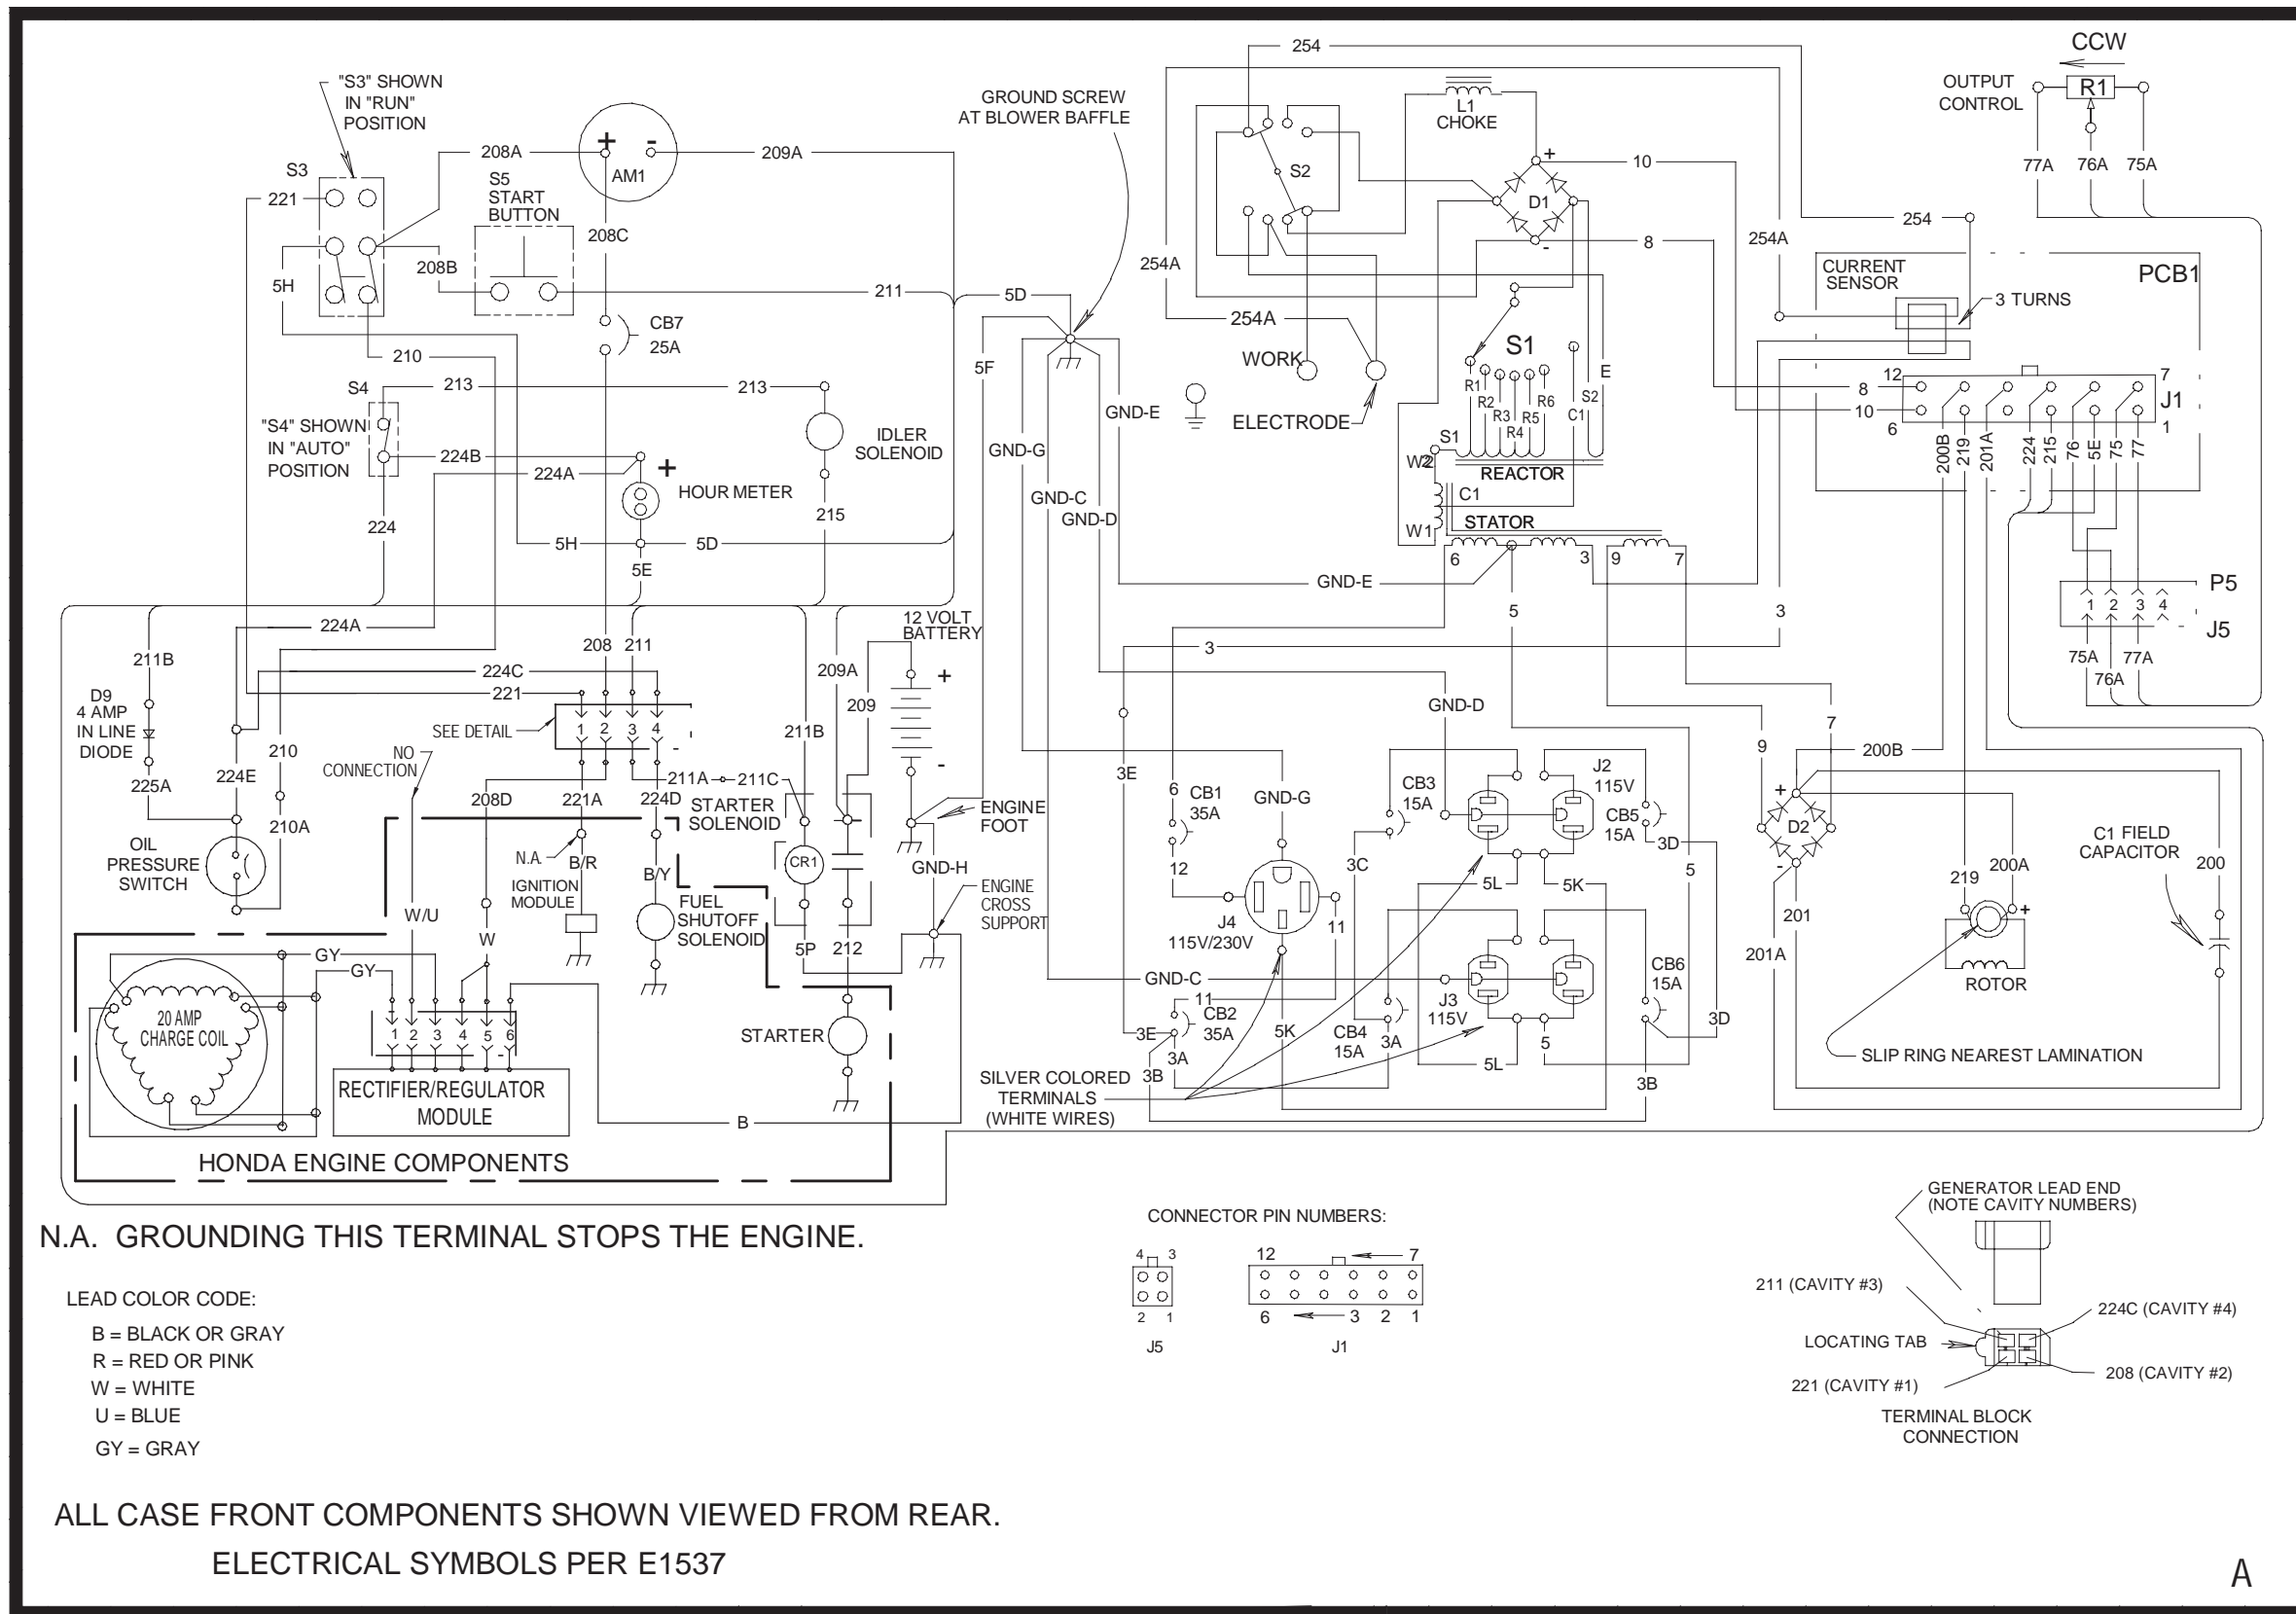 "S3" SHOWN
IN "RUN"
POSITION
S3
221
5H
208A
208B
208C
+
-
AM1
209A
S5
START
BUTTON
211
CB7
25A
210
S4
213
213
"S4" SHOWN
IN "AUTO"
POSITION
224B
224A
224
+
HOUR METER
IDLER
SOLENOID
215
5H
5D
5E
GROUND SCREW
AT BLOWER BAFFLE
5D
5F
GND-E
GND-G
GND-C
GND-D
GND-E
254
254A
254A
S2
L1
CHOKE
+
D1
-
10
8
254A
WORK
ELECTRODE
S1
R1
R2
R3
R4
R5
R6
C1
S2
E
S1
W2
REACTOR
C1
W1
STATOR
6
3
9
7
5
3
3
CCW
OUTPUT
CONTROL
R1
77A
76A
75A
254
CURRENT
SENSOR
PCB1
3 TURNS
8
10
12
7
J1
6
1
200B
219
201A
224
215
76
5E
75
77
P5
1
2
3
4
J5
75A
76A
77A
211B
D9
4 AMP
IN LINE
DIODE
225A
224A
224E
210
210A
OIL
PRESSURE
SWITCH
224C
221
208
211
SEE DETAIL
1
2
3
4
NO
CONNECTION
208D
221A
224D
211A
211C
211B
209A
209
12 VOLT
BATTERY
+
-
STARTER
SOLENOID
CR1
ENGINE
FOOT
GND-H
ENGINE
CROSS
SUPPORT
N.A.
B/R
IGNITION
MODULE
B/Y
FUEL
SHUTOFF
SOLENOID
W/U
W
5P
212
STARTER
GY
GY
20 AMP
CHARGE COIL
1
2
3
4
5
6
RECTIFIER/REGULATOR
MODULE
B
HONDA ENGINE COMPONENTS
3E
6
CB1
35A
12
GND-G
J4
115V/230V
11
GND-C
11
CB2
35A
3E
3A
3B
5K
SILVER COLORED
TERMINALS
(WHITE WIRES)
GND-D
CB3
15A
3C
J2
115V
CB5
15A
3D
5
5L
5K
CB4
15A
3A
J3
115V
CB6
15A
3D
5
5L
3B
9
7
200B
+
D2
-
201
201A
219
200A
+
ROTOR
C1 FIELD
CAPACITOR
200
SLIP RING NEAREST LAMINATION
N.A. GROUNDING THIS TERMINAL STOPS THE ENGINE.
LEAD COLOR CODE:
B = BLACK OR GRAY
R = RED OR PINK
W = WHITE
U = BLUE
GY = GRAY
CONNECTOR PIN NUMBERS:
4
3
2
1
J5
12
7
6
3
2
1
J1
GENERATOR LEAD END
(NOTE CAVITY NUMBERS)
211 (CAVITY #3)
224C (CAVITY #4)
LOCATING TAB
208 (CAVITY #2)
221 (CAVITY #1)
TERMINAL BLOCK
CONNECTION
ALL CASE FRONT COMPONENTS SHOWN VIEWED FROM REAR.
ELECTRICAL SYMBOLS PER E1537
A